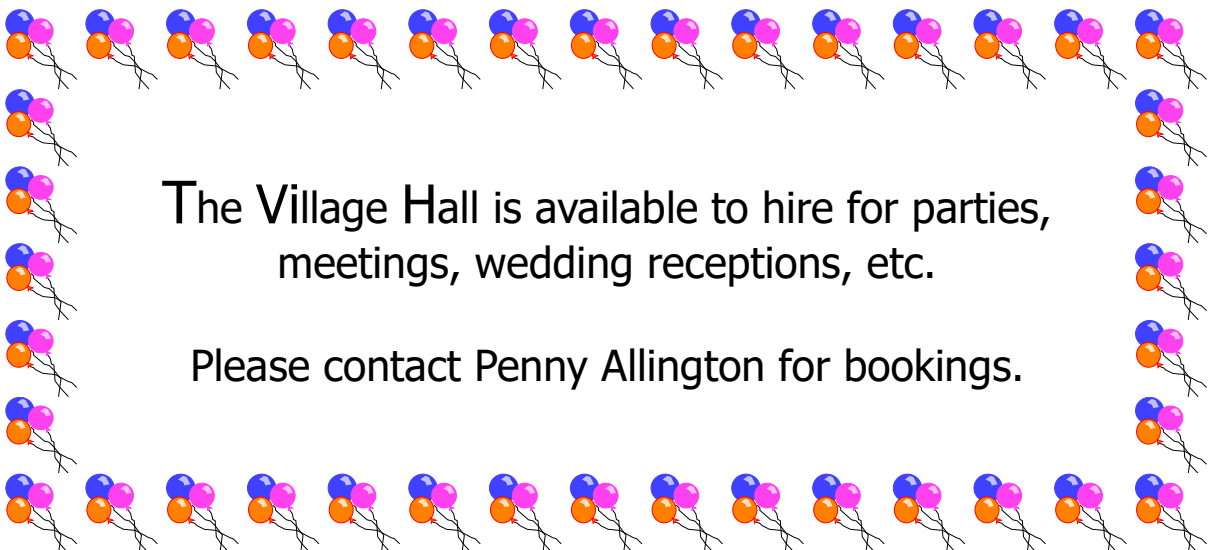 The Village Hall is available to hire for parties,
meetings, wedding receptions, etc.
Please contact Penny Allington for bookings.